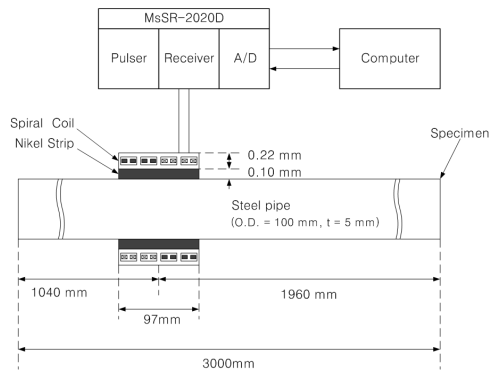 MsSR-2020D
Pulser
Receiver
A/D
Computer
Spiral Coil
Nikel Strip
0.22 mm
0.10 mm
Specimen
Steel pipe
(O.D. = 100 mm, t = 5 mm)
1040 mm
1960 mm
97mm
3000mm